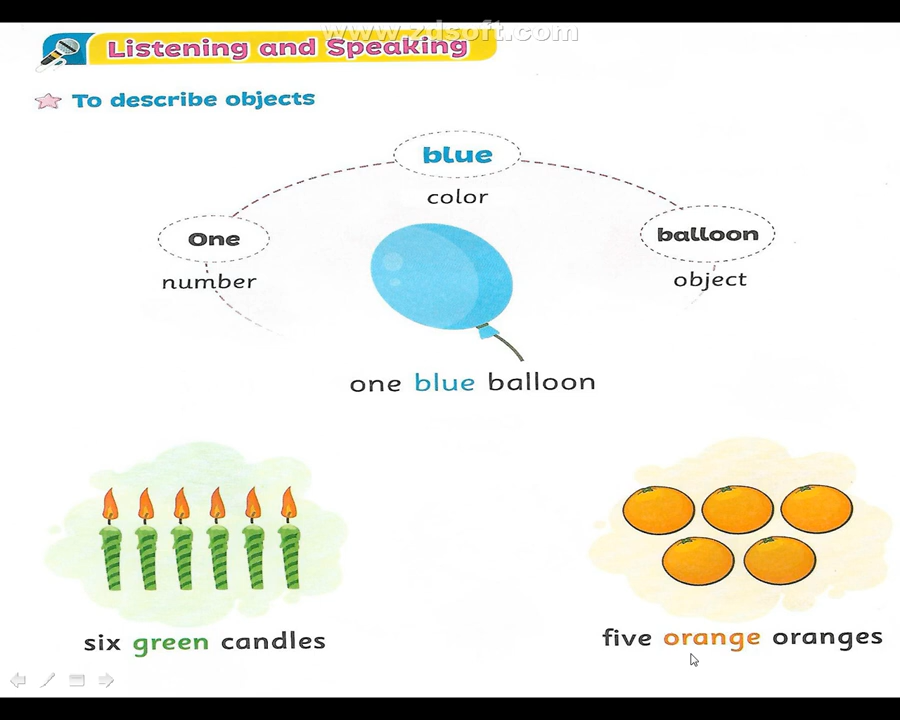 www.zdsoft.com
Listening and Speaking
To describe objects
blue
color
One
number
balloon
object
one blue balloon
six green candles
five orange oranges